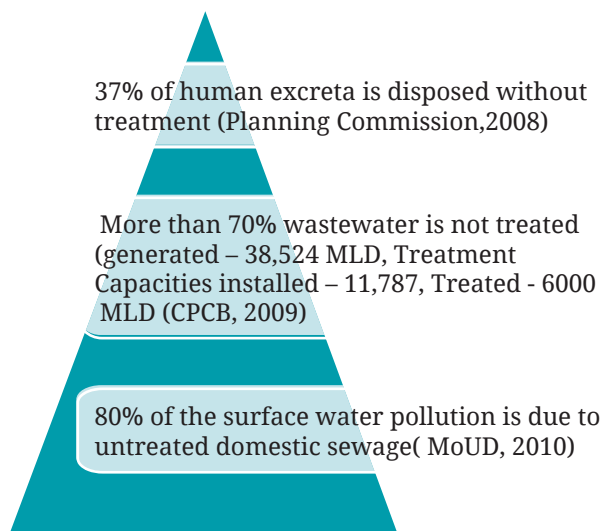 37% of human excreta is disposed without
treatment (Planning Commission,2008)
More than 70% wastewater is not treated
(generated – 38,524 MLD, Treatment
Capacities installed – 11,787, Treated - 6000
MLD (CPCB, 2009)
80% of the surface water pollution is due to
untreated domestic sewage( MoUD, 2010)